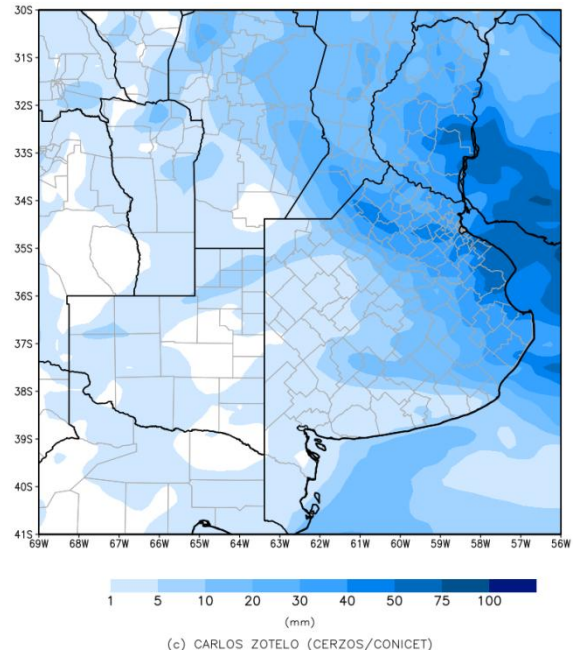 30S
31S
32S
33S
34S
35S
36S
37S
38S
39S
40S
41S
69W 68W 67W 66W 65W 64W 63W 62W 61W 60W 59W 58W 57W 56W
1 5 10 20 30 40 50 75 100
(mm)
(c) CARLOS ZOTELO (CERZOS/CONICET)